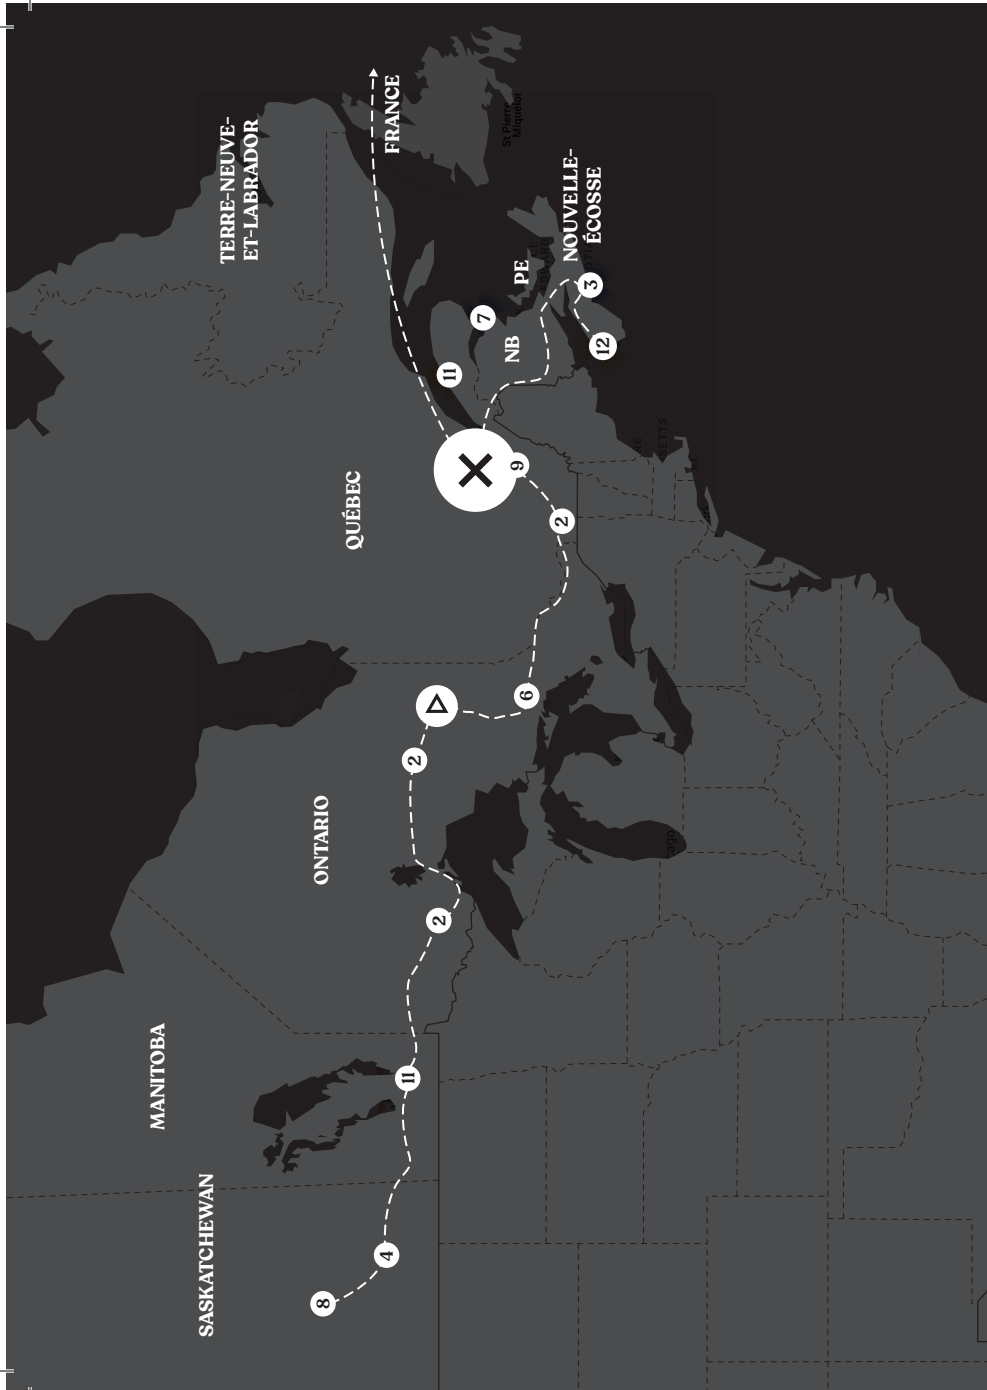 MANITOBA
SASKATCHEWAN
TERRE-NEUVE-
ET-LABRADOR
ONTARIO
8
QUÉBEC
4
FRANCE
11
2
2
11
7
St Pierre
NB
PE
9
6
2
NOUVELLE-
ÉCOSSE
3
12